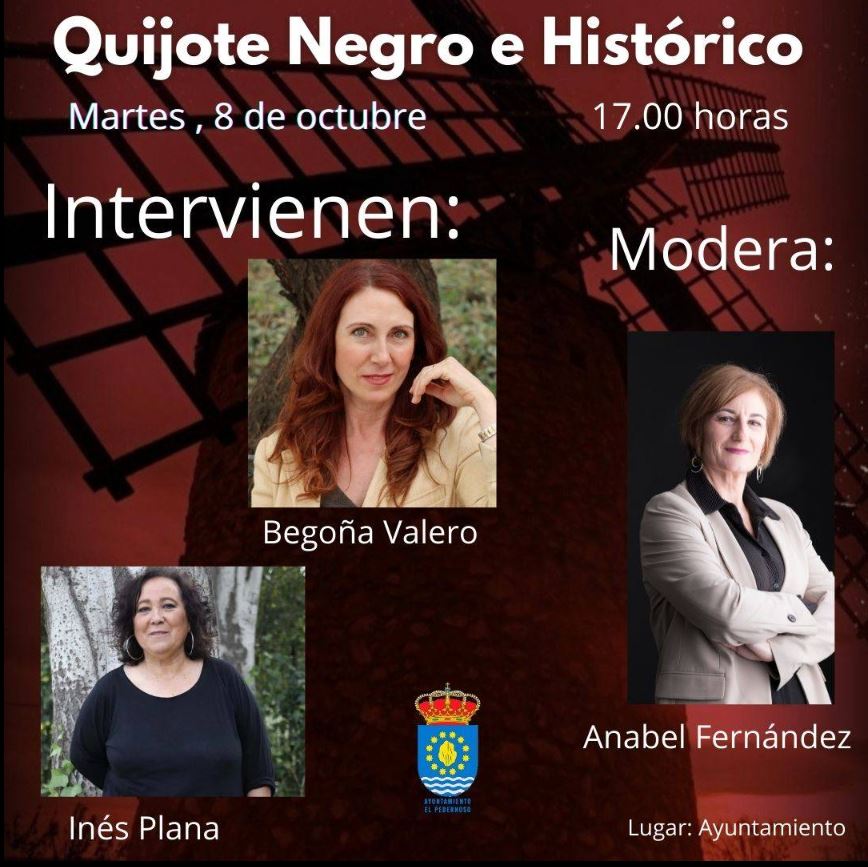 Quijote Negro e Histórico
Martes , 8 de octubre
17.00 horas
Intervienen:
Modera:
Begoña Valero
Anabel Fernández
Inés Plana
AYUNTAMIENTO
EL PEDERNOSO
Lugar: Ayuntamiento